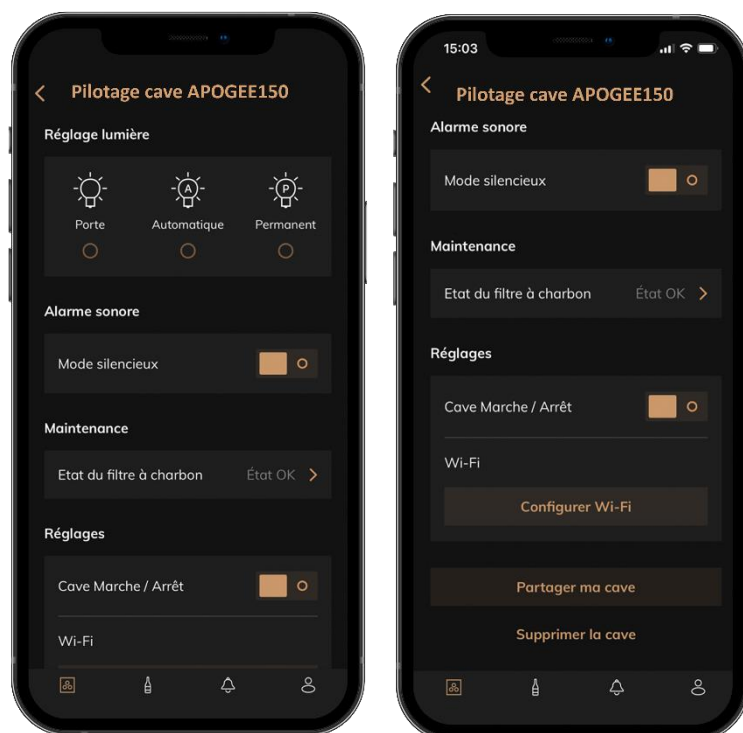 Pilotage cave APOGEE150
Réglage lumière
A
P
Porte
Automatique
Permanent
Alarme sonore
Mode silencieux
Maintenance
Etat du filtre à charbon
État OK
Réglages
Cave Marche / Arrêt
Wi-Fi
15:03
Pilotage cave APOGEE150
Alarme sonore
Mode silencieux
Maintenance
Etat du filtre à charbon
État OK
Réglages
Cave Marche / Arrêt
Wi-Fi
Configurer Wi-Fi
Partager ma cave
Supprimer la cave